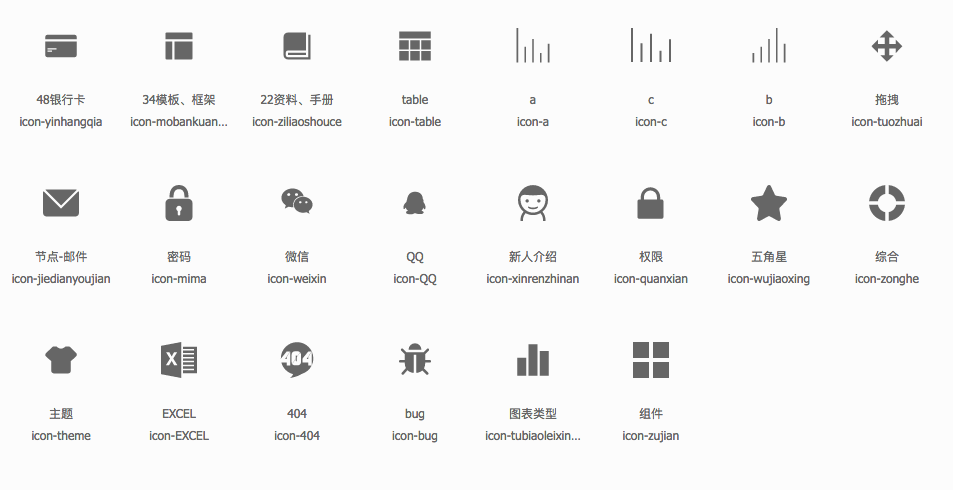 48银行卡 34模板、框架 22资料、手册 table a c b 拖拽
icon-yinhangqia icon-mobankuan... icon-ziliaoshouce icon-table icon-a icon-c icon-b icon-tuozhuai
节点-邮件 密码 微信 QQ 新人介绍 权限 五角星 综合
icon-jiedianyoujian icon-mima icon-weixin icon-QQ icon-xinrenzhinan icon-quanxian icon-wujiaoxing icon-zonghe
X 404
主题 EXCEL 404 bug 图表类型 组件
icon-theme icon-EXCEL icon-404 icon-bug icon-tubiaoleixin... icon-zujian